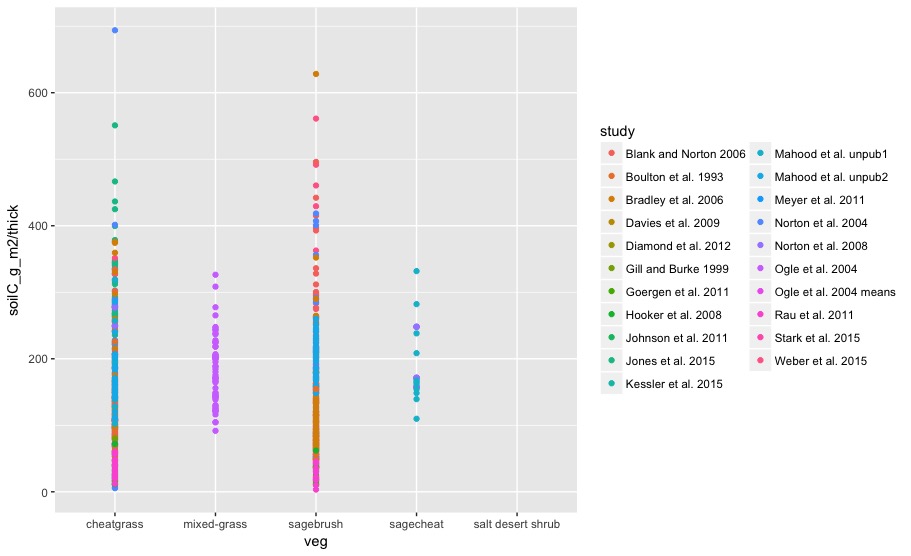 soilC_g_m2/thick
600
400
200
0
cheatgrass
mixed-grass
sagebrush
sagecheat
salt desert shrub
veg
study
Blank and Norton 2006
Boulton et al. 1993
Bradley et al. 2006
Davies et al. 2009
Diamond et al. 2012
Gill and Burke 1999
Goergen et al. 2011
Hooker et al. 2008
Johnson et al. 2011
Jones et al. 2015
Kessler et al. 2015
Mahood et al. unpub1
Mahood et al. unpub2
Meyer et al. 2011
Norton et al. 2004
Norton et al. 2008
Ogle et al. 2004
Ogle et al. 2004 means
Rau et al. 2011
Stark et al. 2015
Weber et al. 2015